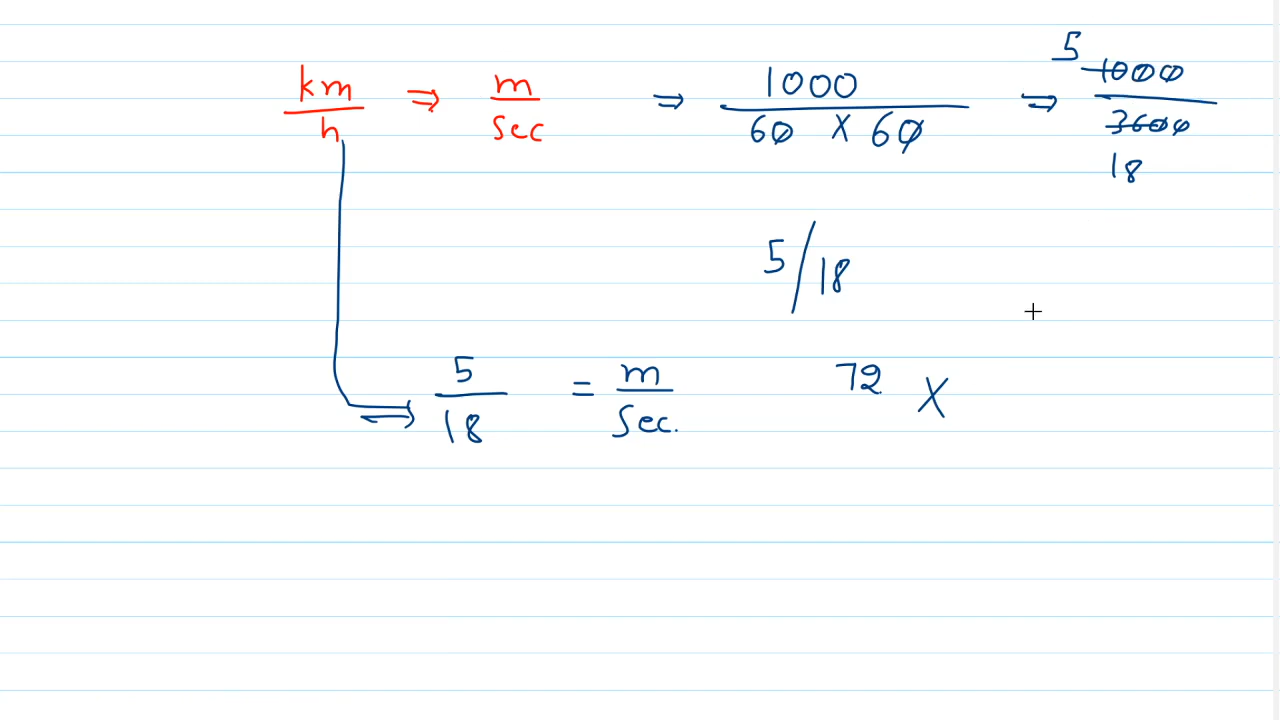 km/h ⇒ m/sec ⇒ 1000/60 X 60 ⇒ 5 1000/3600 18
5/18
⇒ 5/18 = m/Sec. 72 X